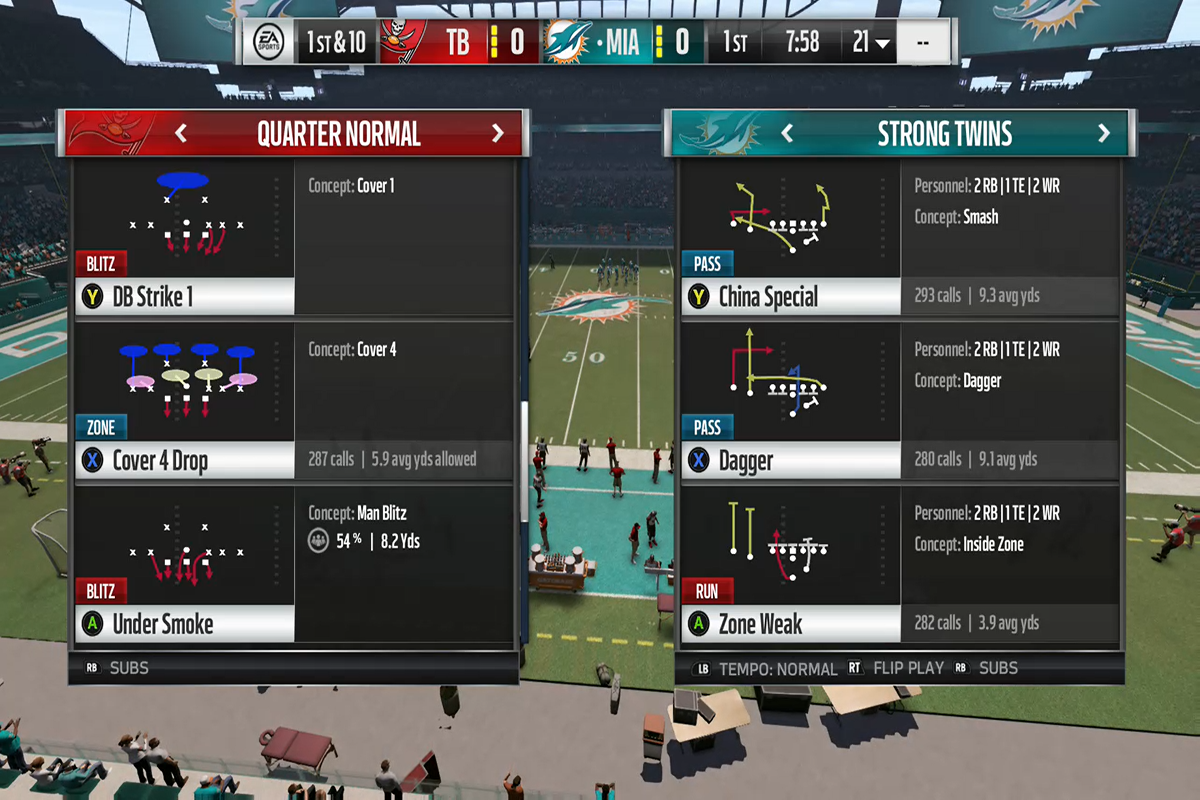 EA SPORTS 1ST & 10 TB 0 · MIA 0 1ST 7:58 21 --
QUARTER NORMAL
Concept: Cover 1
BLITZ
Y DB Strike 1
Concept: Cover 4
ZONE
X Cover 4 Drop
287 calls | 5.9 avg yds allowed
Concept: Man Blitz
54 % | 8.2 Yds
BLITZ
A Under Smoke
RB SUBS
STRONG TWINS
Personnel: 2 RB | 1 TE | 2 WR
Concept: Smash
PASS
Y China Special
293 calls | 9.3 avg yds
Personnel: 2 RB | 1 TE | 2 WR
Concept: Dagger
PASS
X Dagger
280 calls | 9.1 avg yds
Personnel: 2 RB | 1 TE | 2 WR
Concept: Inside Zone
RUN
A Zone Weak
282 calls | 3.9 avg yds
LB TEMPO: NORMAL RT FLIP PLAY RB SUBS
5 0